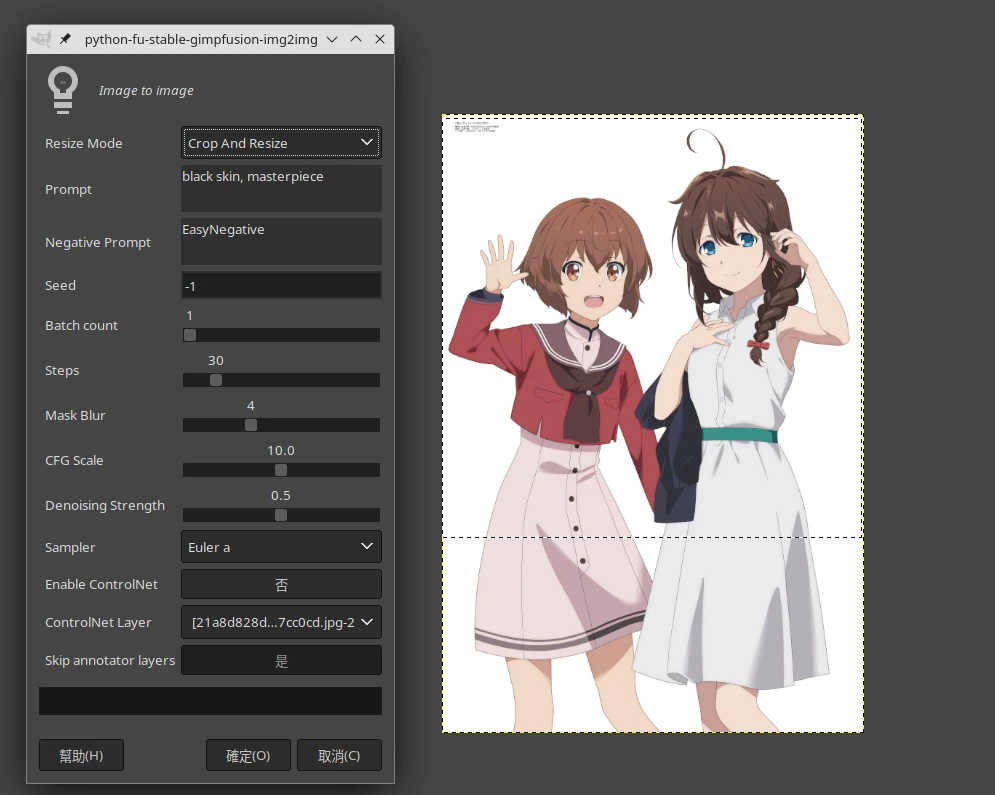 python-fu-stable-gimpfusion-img2img
Image to image
Resize Mode
Crop And Resize
Prompt
black skin, masterpiece
Negative Prompt
EasyNegative
Seed
-1
Batch count
1
Steps
30
Mask Blur
4
CFG Scale
10.0
Denoising Strength
0.5
Sampler
Euler a
Enable ControlNet
否
ControlNet Layer
[21a8d828d...7cc0cd.jpg-2
Skip annotator layers
是
幫助(H)
確定(O)
取消(C)